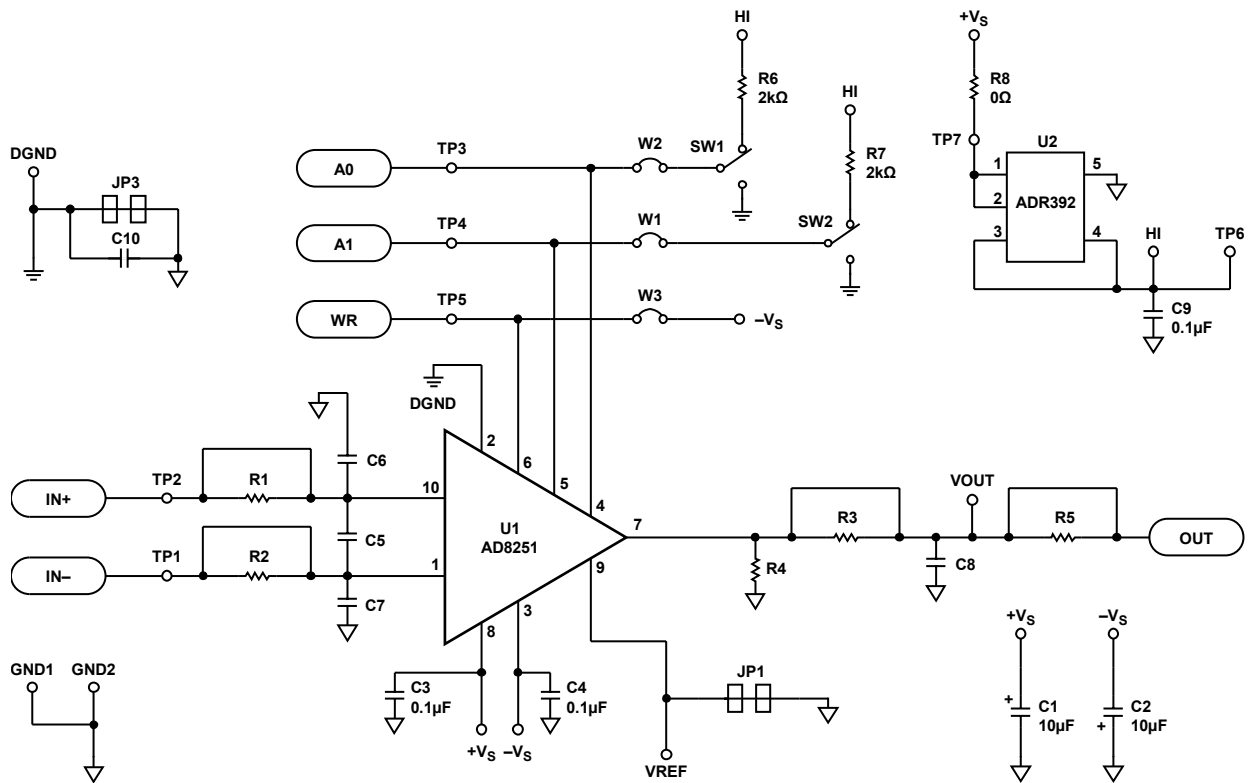 HI
+VS
R6
2kΩ
HI
R8
0Ω
DGND
TP7
U2
JP3
A0
TP3
W2
SW1
R7
2kΩ
1
5
2
ADR392
C10
A1
TP4
W1
SW2
3
4
HI
TP6
WR
TP5
W3
–VS
C9
0.1µF
DGND
2
C6
6
IN+
TP2
R1
10
5
4
VOUT
U1
AD8251
7
C5
R3
R5
OUT
IN–
TP1
R2
1
9
R4
C8
C7
3
8
+VS
–VS
GND1
GND2
C3
0.1µF
C4
0.1µF
JP1
C1
10µF
+
C2
10µF
+
+VS
–VS
VREF